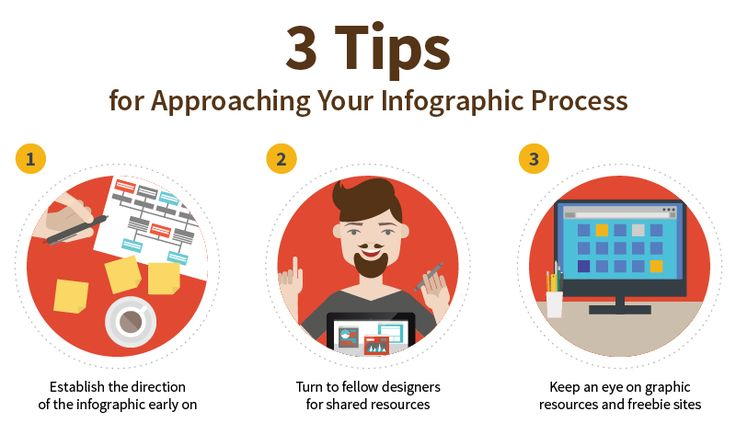 3 Tips
for Approaching Your Infographic Process
1
2
3
Establish the direction
of the infographic early on
Turn to fellow designers
for shared resources
Keep an eye on graphic
resources and freebie sites